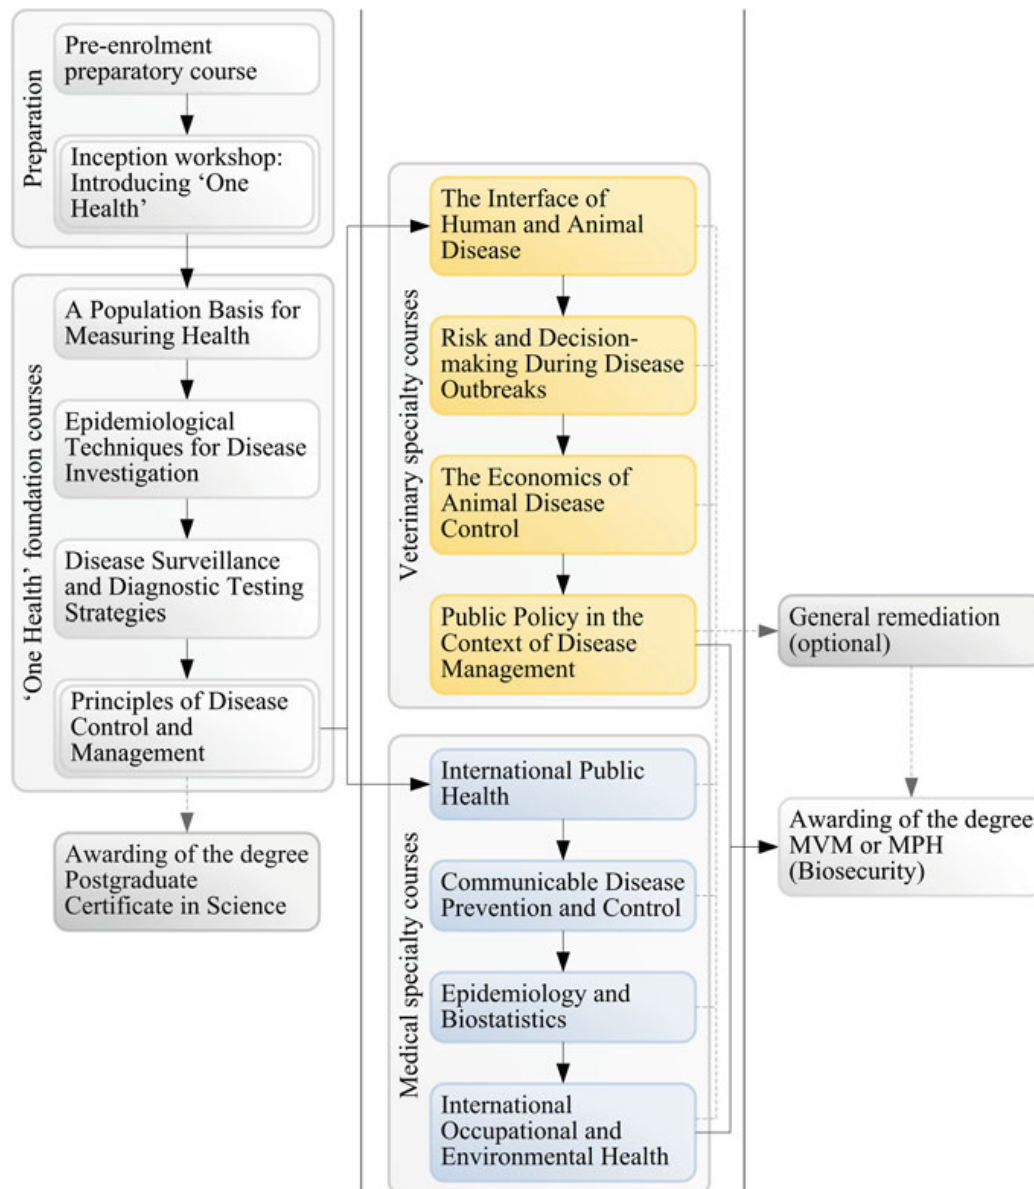 Preparation
Pre-enrolment
preparatory course
Inception workshop:
Introducing ‘One
Health’
‘One Health’ foundation courses
A Population Basis for
Measuring Health
Epidemiological
Techniques for Disease
Investigation
Disease Surveillance
and Diagnostic Testing
Strategies
Principles of Disease
Control and
Management
Awarding of the degree
Postgraduate
Certificate in Science
Veterinary specialty courses
The Interface of
Human and Animal
Disease
Risk and Decision-
making During Disease
Outbreaks
The Economics of
Animal Disease
Control
Public Policy in the
Context of Disease
Management
Medical specialty courses
International Public
Health
Communicable Disease
Prevention and Control
Epidemiology and
Biostatistics
International
Occupational and
Environmental Health
General remediation
(optional)
Awarding of the degree
MVM or MPH
(Biosecurity)